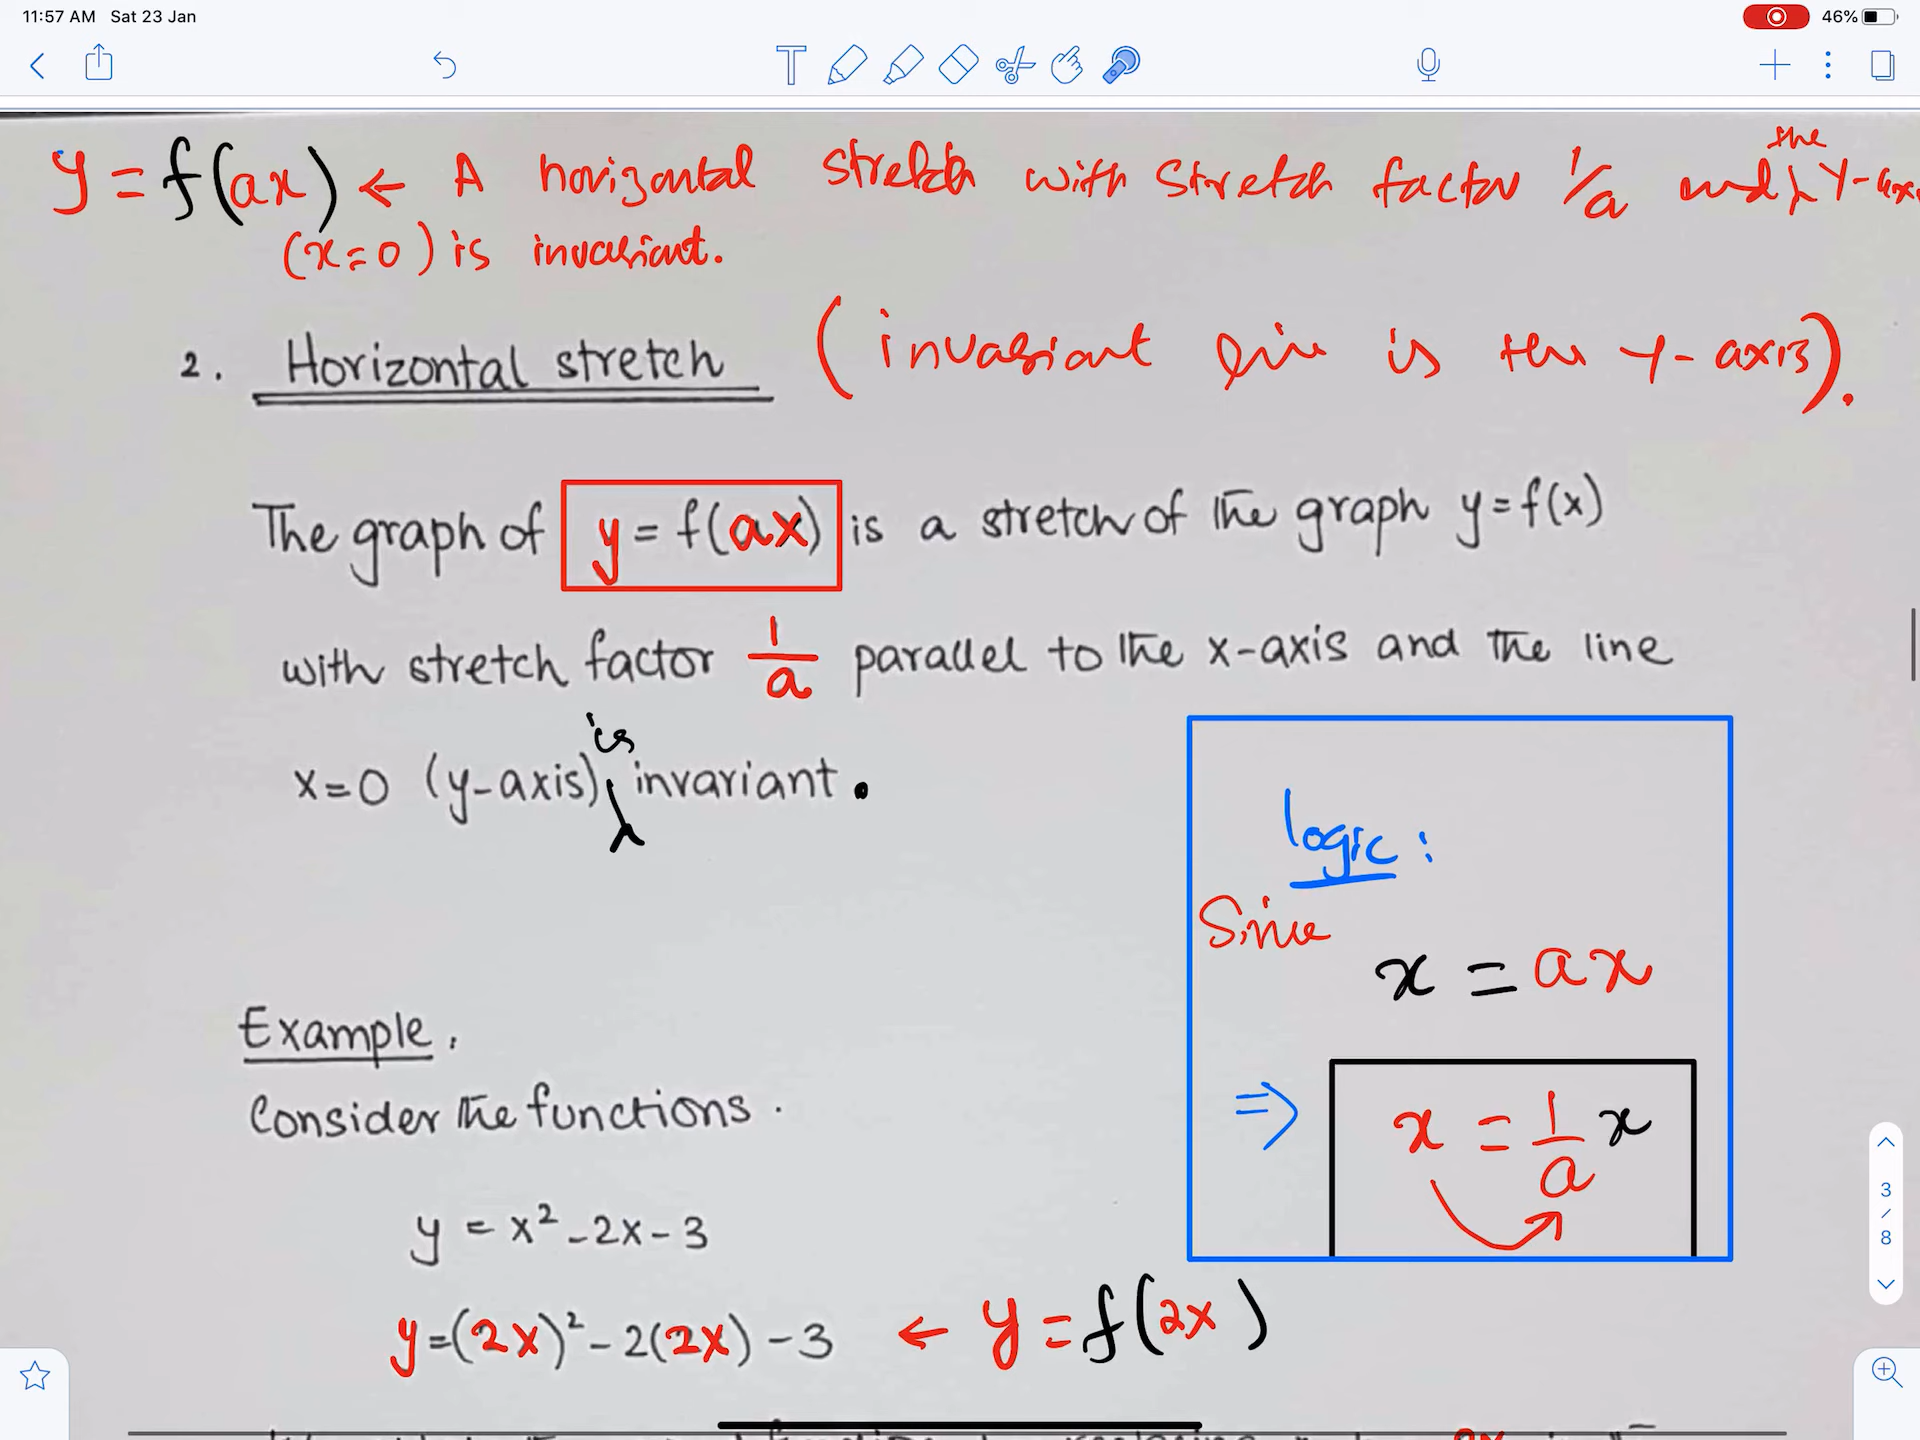 11:57 AM Sat 23 Jan
46%
y = f(ax) ← A horizontal stretch with stretch factor 1/a and the y-axis
(x=0) is invariant.
2. Horizontal stretch (invariant line is the y-axis).
The graph of y = f(ax) is a stretch of the graph y = f(x)
with stretch factor 1/a parallel to the x-axis and the line
x=0 (y-axis) is invariant.
logic:
Since
x = ax
⇒ x = 1/a x
Example.
Consider the functions.
y = x² - 2x - 3
y = (2x)² - 2(2x) - 3 ← y = f(2x)
3 / 8